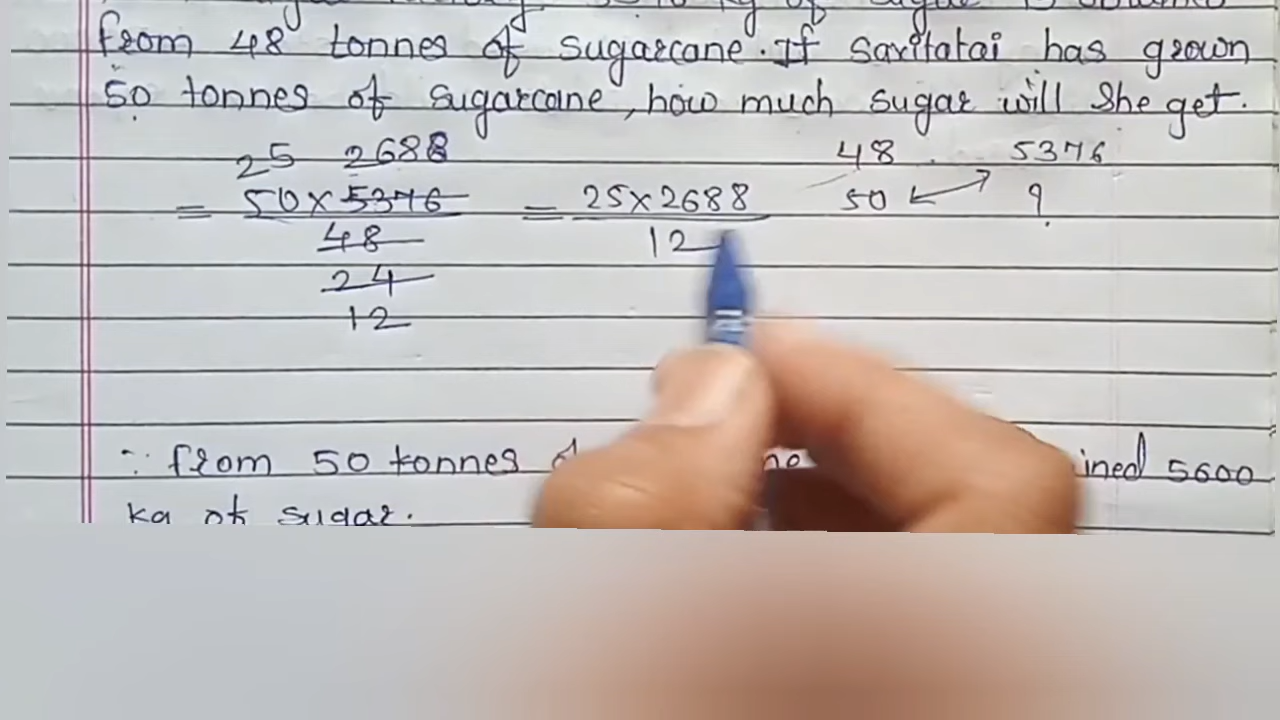 from 48 tonnes of sugarcane. If Saritatai has grown
50 tonnes of sugarcane, how much sugar will she get.
25 2688
48 5376
= 50 x 5376 = 25 x 2688
50 ?
48 12
24
12
∴ from 50 tonnes ined 5600
kg of sugar.